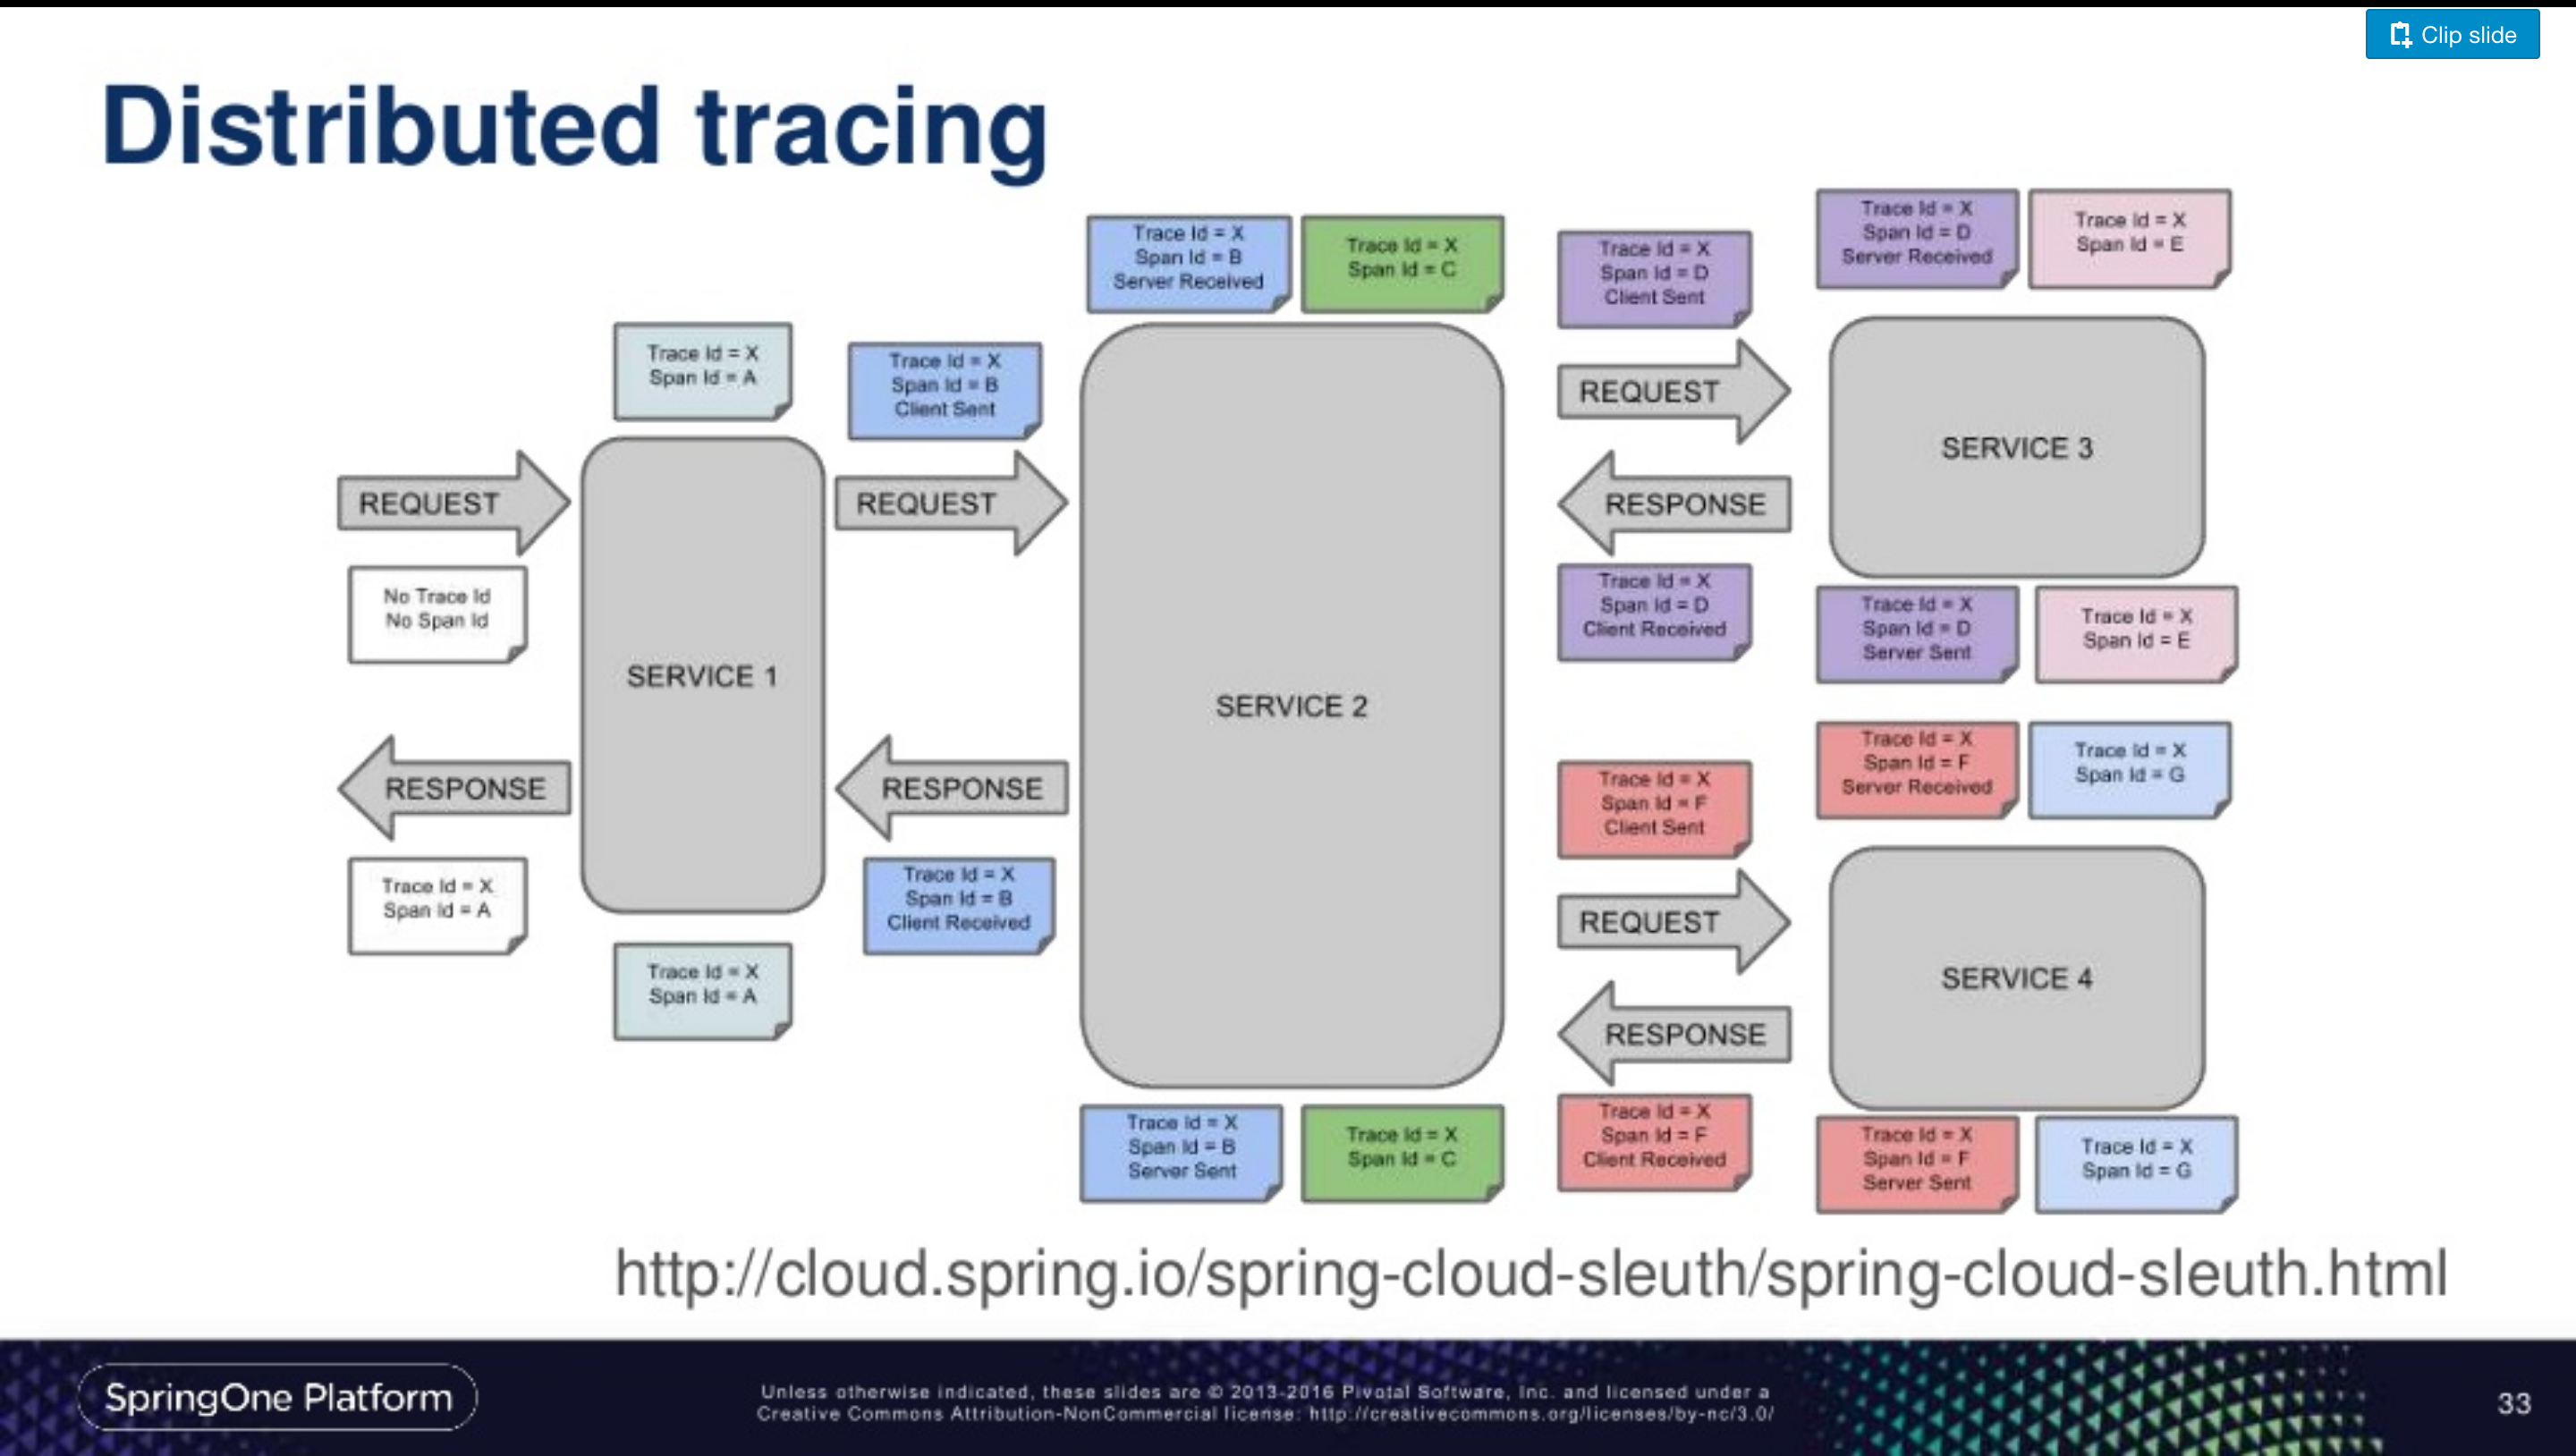 Clip slide
Distributed tracing
Trace Id = X
Span Id = D
Server Received
Trace Id = X
Span Id = E
Trace Id = X
Span Id = B
Server Received
Trace Id = X
Span Id = C
Trace Id = X
Span Id = D
Client Sent
Trace Id = X
Span Id = A
Trace Id = X
Span Id = B
Client Sent
REQUEST
SERVICE 3
REQUEST
REQUEST
RESPONSE
No Trace Id
No Span Id
Trace Id = X
Span Id = D
Client Received
Trace Id = X
Span Id = D
Server Sent
Trace Id = X
Span Id = E
SERVICE 1
SERVICE 2
Trace Id = X
Span Id = F
Server Received
Trace Id = X
Span Id = G
RESPONSE
RESPONSE
Trace Id = X
Span Id = F
Client Sent
Trace Id = X
Span Id = A
Trace Id = X
Span Id = B
Client Received
REQUEST
SERVICE 4
Trace Id = X
Span Id = A
RESPONSE
Trace Id = X
Span Id = B
Server Sent
Trace Id = X
Span Id = C
Trace Id = X
Span Id = F
Client Received
Trace Id = X
Span Id = F
Server Sent
Trace Id = X
Span Id = G
http://cloud.spring.io/spring-cloud-sleuth/spring-cloud-sleuth.html
SpringOne Platform
Unless otherwise indicated, these slides are © 2013-2016 Pivotal Software, Inc. and licensed under a
Creative Commons Attribution-NonCommercial license: http://creativecommons.org/licenses/by-nc/3.0/
33